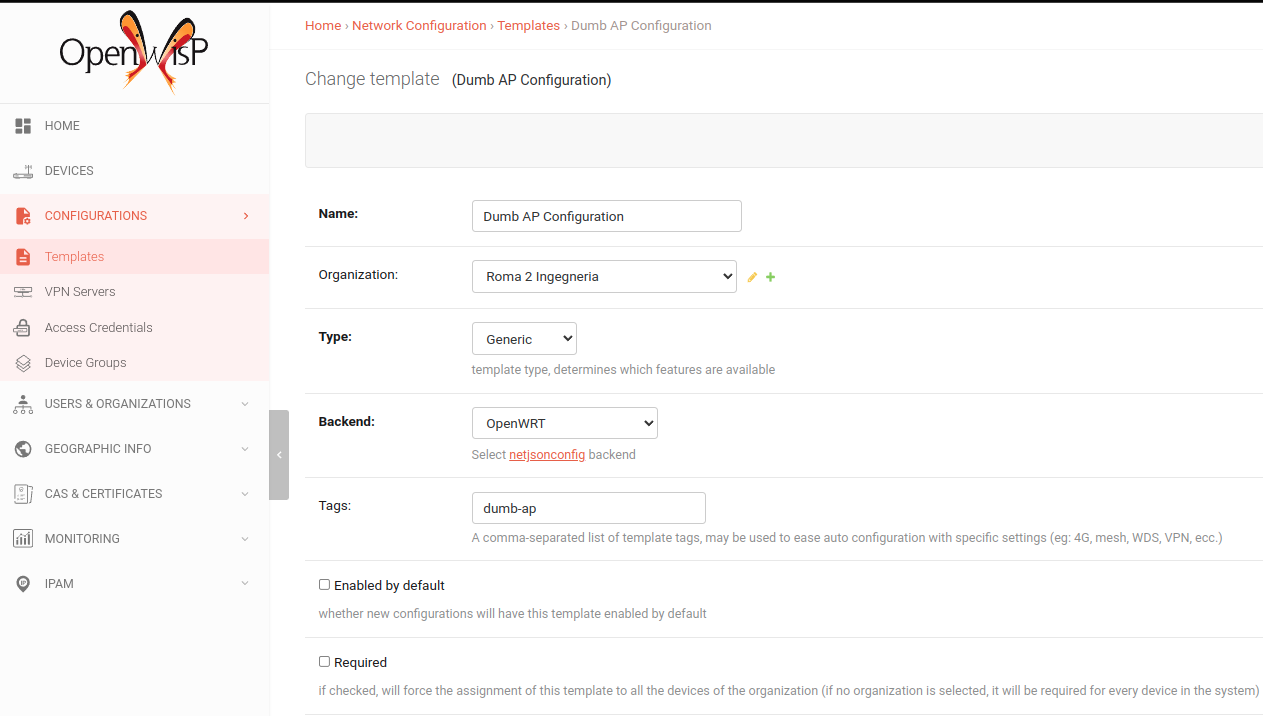 OpenWisP
Home › Network Configuration › Templates › Dumb AP Configuration
Change template (Dumb AP Configuration)
HOME
DEVICES
CONFIGURATIONS
Templates
VPN Servers
Access Credentials
Device Groups
USERS & ORGANIZATIONS
GEOGRAPHIC INFO
CAS & CERTIFICATES
MONITORING
IPAM
Name: Dumb AP Configuration
Organization: Roma 2 Ingegneria
Type: Generic
template type, determines which features are available
Backend: OpenWRT
Select netjsonconfig backend
Tags: dumb-ap
A comma-separated list of template tags, may be used to ease auto configuration with specific settings (eg: 4G, mesh, WDS, VPN, ecc.)
Enabled by default
whether new configurations will have this template enabled by default
Required
if checked, will force the assignment of this template to all the devices of the organization (if no organization is selected, it will be required for every device in the system)